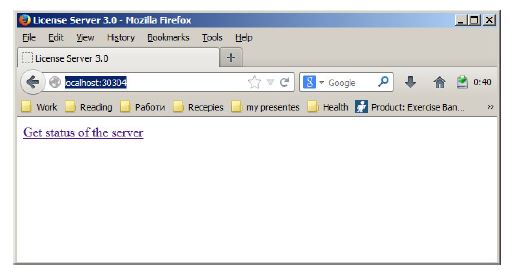 License Server 3.0 - Mozilla Firefox
File Edit View History Bookmarks Tools Help
License Server 3.0 +
localhost:30304 8 Google 0:40
Work Reading Работи Recepies my presentes Health Product: Exercise Ban... »
Get status of the server